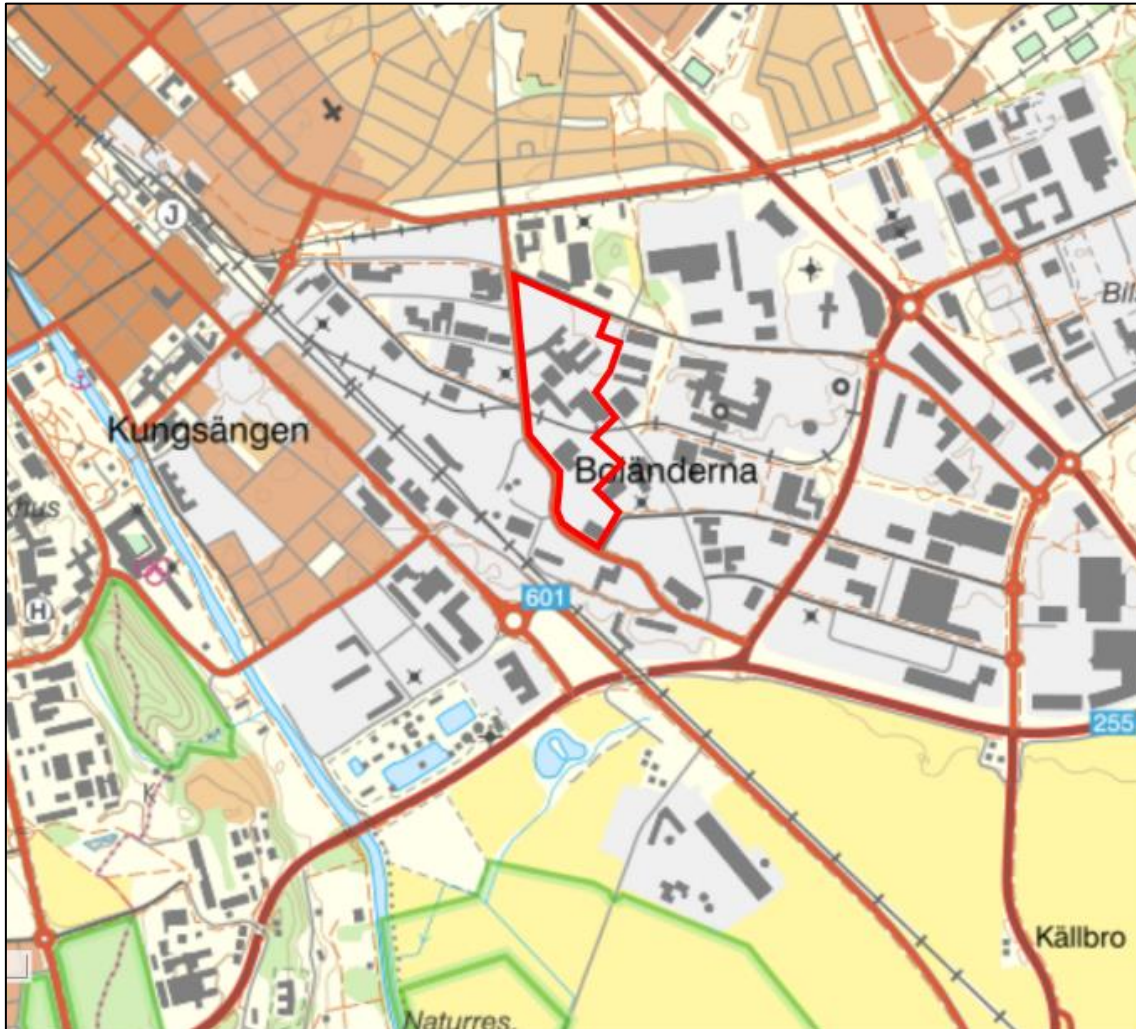 J
Kungsängen
Boländerna
H
601
255
K
Källbro
Naturres.